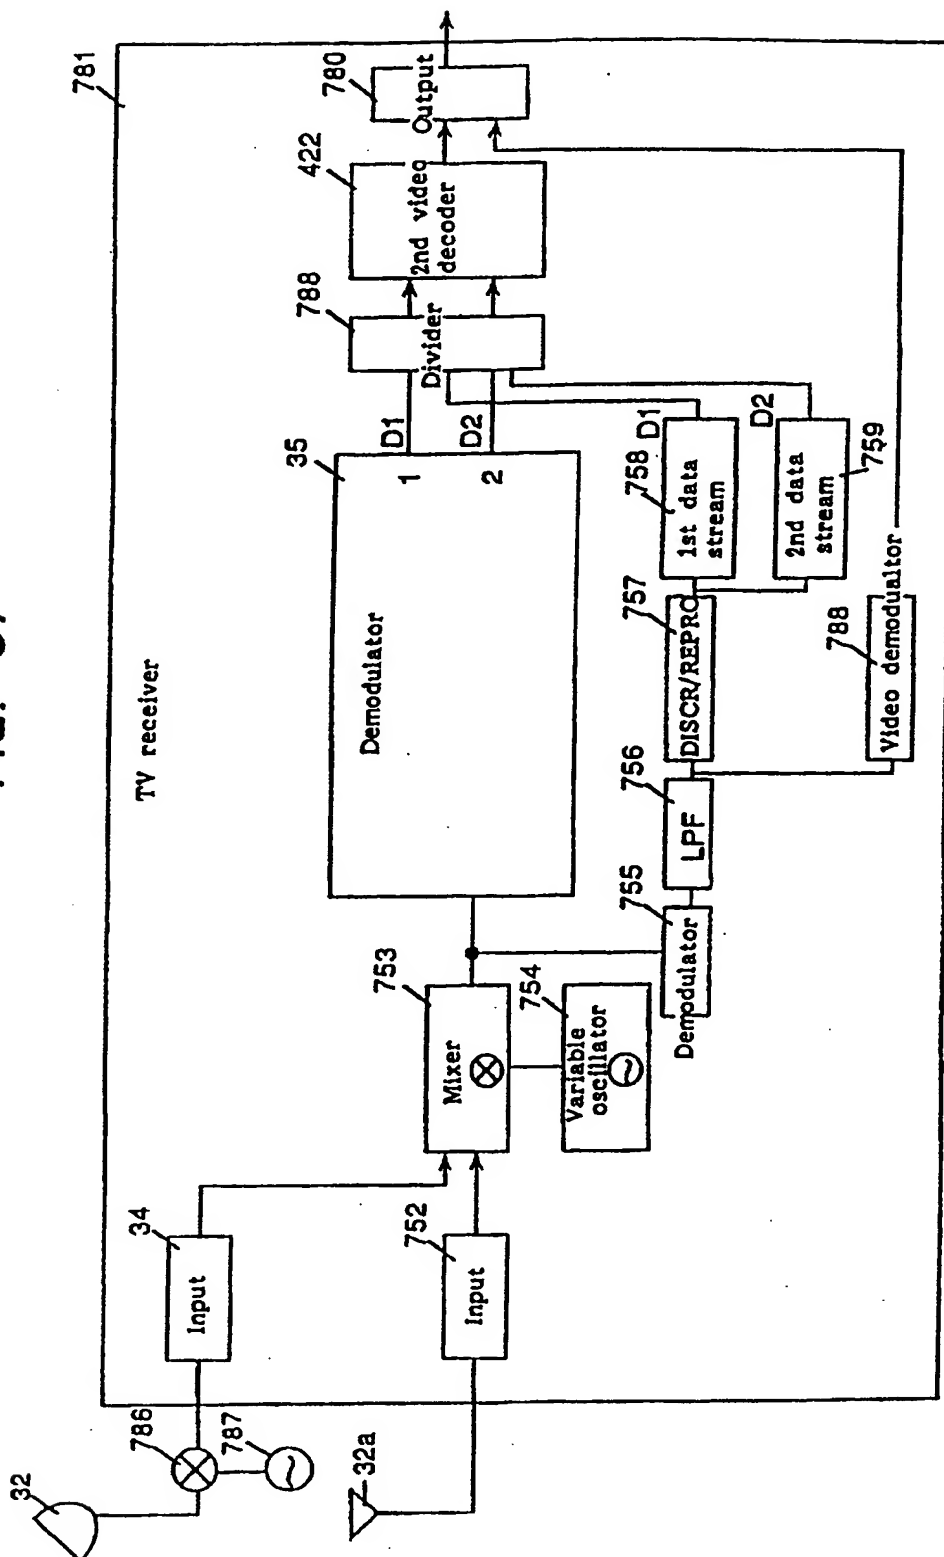 781
TV receiver
32
786
787
34
Input
32a
752
Input
753
Mixer
754
Variable
oscillator
35
Demodulator
1
2
D1
D2
788
Divider
422
2nd video
decoder
780
Output
755
Demodulator
756
LPF
757
DISCR/REPRO
758
1st data
stream
D1
759
2nd data
stream
D2
788
Video demodualtor